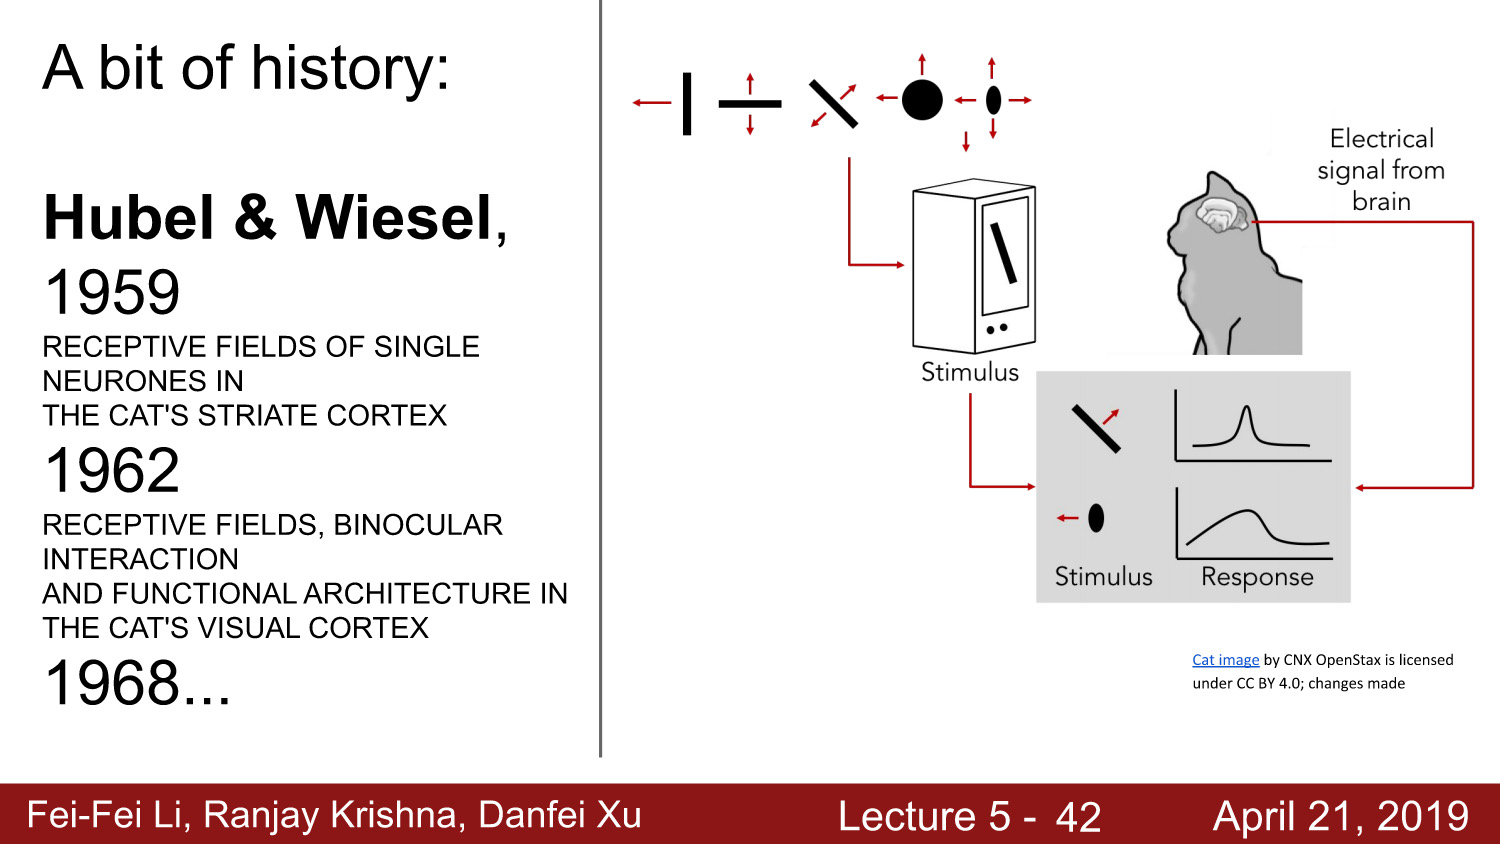 A bit of history:
Hubel & Wiesel,
1959
RECEPTIVE FIELDS OF SINGLE
NEURONES IN
THE CAT'S STRIATE CORTEX
1962
RECEPTIVE FIELDS, BINOCULAR
INTERACTION
AND FUNCTIONAL ARCHITECTURE IN
THE CAT'S VISUAL CORTEX
1968...
Electrical
signal from
brain
Stimulus
Stimulus
Response
Cat image by CNX OpenStax is licensed
under CC BY 4.0; changes made
Fei-Fei Li, Ranjay Krishna, Danfei Xu
Lecture 5 - 42
April 21, 2019